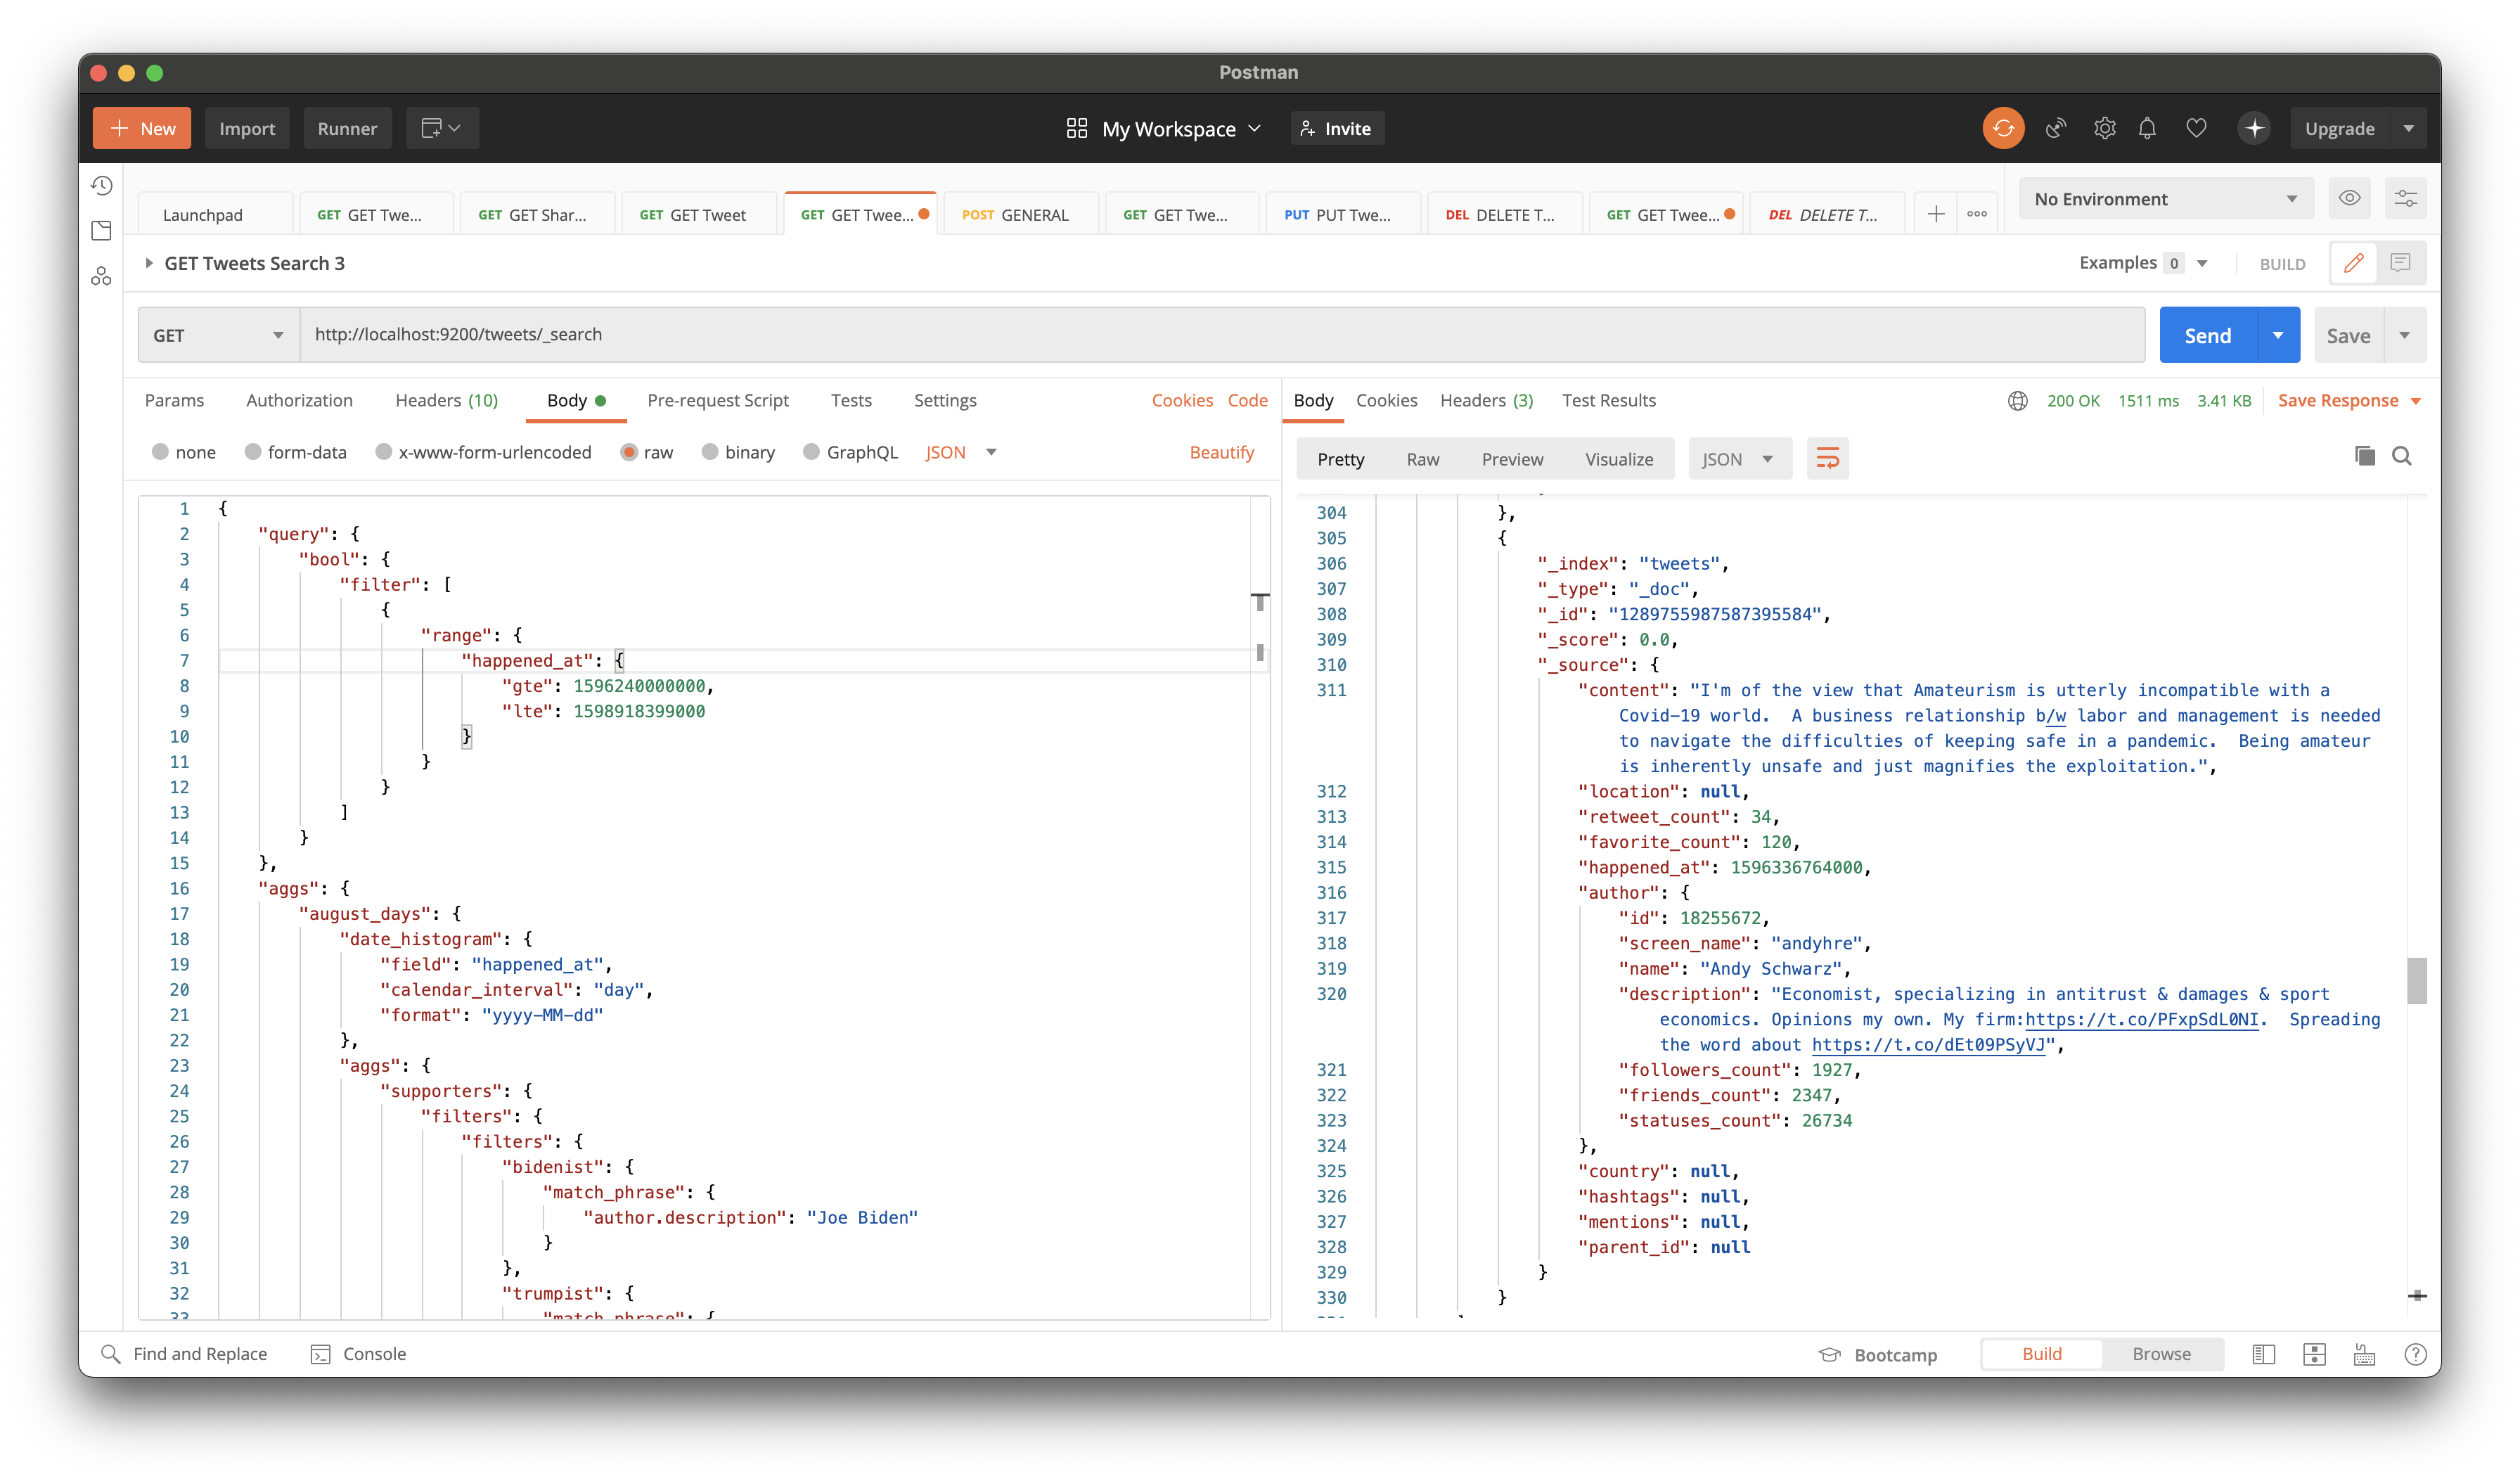 Postman
New
Import
Runner
My Workspace
Invite
Upgrade
Launchpad
GET GET Twe...
GET GET Shar...
GET GET Tweet
GET GET Twee...
POST GENERAL
GET GET Twe...
PUT PUT Twe...
DEL DELETE T...
GET GET Twee...
DEL DELETE T...
No Environment
GET Tweets Search 3
Examples 0
BUILD
GET
http://localhost:9200/tweets/_search
Send
Save
Params
Authorization
Headers (10)
Body
Pre-request Script
Tests
Settings
Cookies
Code
none
form-data
x-www-form-urlencoded
raw
binary
GraphQL
JSON
Beautify
1 {
2 "query": {
3 "bool": {
4 "filter": [
5 {
6 "range": {
7 "happened_at": {
8 "gte": 1596240000000,
9 "lte": 1598918399000
10 }
11 }
12 }
13 ]
14 }
15 },
16 "aggs": {
17 "august_days": {
18 "date_histogram": {
19 "field": "happened_at",
20 "calendar_interval": "day",
21 "format": "yyyy-MM-dd"
22 },
23 "aggs": {
24 "supporters": {
25 "filters": {
26 "filters": {
27 "bidenist": {
28 "match_phrase": {
29 "author.description": "Joe Biden"
30 }
31 },
32 "trumpist": {
33 "match_phrase": {
Body
Cookies
Headers (3)
Test Results
200 OK
1511 ms
3.41 KB
Save Response
Pretty
Raw
Preview
Visualize
JSON
304 },
305 {
306 "_index": "tweets",
307 "_type": "_doc",
308 "_id": "1289755987587395584",
309 "_score": 0.0,
310 "_source": {
311 "content": "I'm of the view that Amateurism is utterly incompatible with a
Covid-19 world.  A business relationship b/w labor and management is needed
to navigate the difficulties of keeping safe in a pandemic.  Being amateur
is inherently unsafe and just magnifies the exploitation.",
312 "location": null,
313 "retweet_count": 34,
314 "favorite_count": 120,
315 "happened_at": 1596336764000,
316 "author": {
317 "id": 18255672,
318 "screen_name": "andyhre",
319 "name": "Andy Schwarz",
320 "description": "Economist, specializing in antitrust & damages & sport
economics. Opinions my own. My firm:https://t.co/PFxpSdL0NI.  Spreading
the word about https://t.co/dEt09PSyVJ",
321 "followers_count": 1927,
322 "friends_count": 2347,
323 "statuses_count": 26734
324 },
325 "country": null,
326 "hashtags": null,
327 "mentions": null,
328 "parent_id": null
329 }
330 }
Find and Replace
Console
Bootcamp
Build
Browse